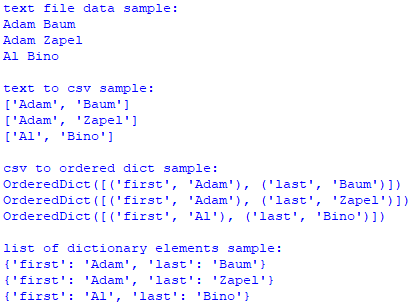 text file data sample:
Adam Baum
Adam Zapel
Al Bino
text to csv sample:
['Adam', 'Baum']
['Adam', 'Zapel']
['Al', 'Bino']
csv to ordered dict sample:
OrderedDict([('first', 'Adam'), ('last', 'Baum')])
OrderedDict([('first', 'Adam'), ('last', 'Zapel')])
OrderedDict([('first', 'Al'), ('last', 'Bino')])
list of dictionary elements sample:
{'first': 'Adam', 'last': 'Baum'}
{'first': 'Adam', 'last': 'Zapel'}
{'first': 'Al', 'last': 'Bino'}